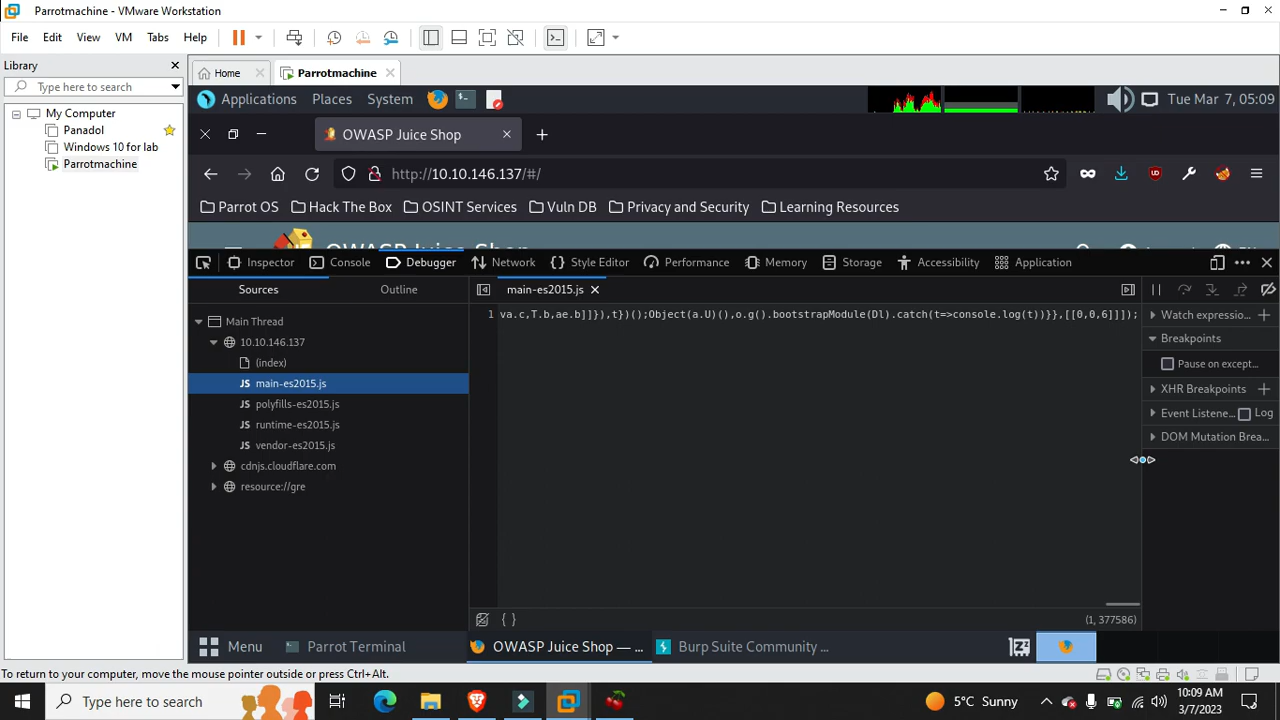 Parrotmachine - VMware Workstation
File Edit View VM Tabs Help
Library
Type here to search
My Computer
Panadol
Windows 10 for lab
Parrotmachine
Home
Parrotmachine
Applications Places System Tue Mar 7, 05:09
OWASP Juice Shop
http://10.10.146.137/#/
Parrot OS Hack The Box OSINT Services Vuln DB Privacy and Security Learning Resources
OWASP Juice Shop
Inspector Console Debugger Network Style Editor Performance Memory Storage Accessibility Application
Sources Outline
main-es2015.js
Main Thread
10.10.146.137
(index)
JS main-es2015.js
JS polyfills-es2015.js
JS runtime-es2015.js
JS vendor-es2015.js
cdnjs.cloudflare.com
resource://gre
1 va.c,T.b,ae.b]]}),t})();Object(a.U)(),o.g().bootstrapModule(Dl).catch(t=>console.log(t))}},[[0,0,6]]]);
Watch expressio...
Breakpoints
Pause on except...
XHR Breakpoints
Event Listene... Log
DOM Mutation Brea...
{ } (1, 377586)
Menu Parrot Terminal OWASP Juice Shop — ... Burp Suite Community ...
To return to your computer, move the mouse pointer outside or press Ctrl+Alt.
Type here to search
5°C Sunny
10:09 AM
3/7/2023